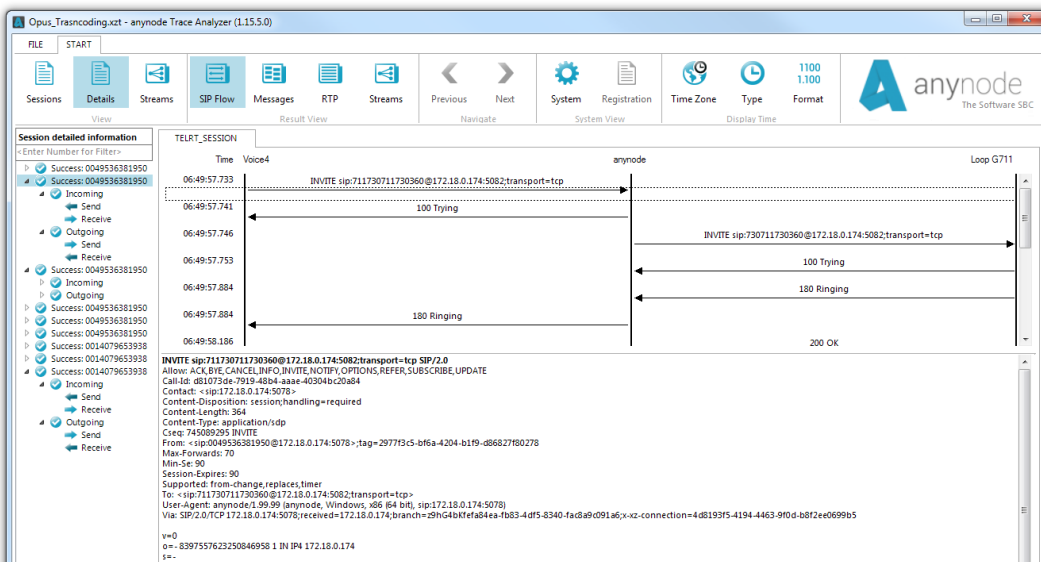 Opus_Trasncoding.xzt - anynode Trace Analyzer (1.15.5.0)
FILE START
Sessions Details Streams SIP Flow Messages RTP Streams Previous Next System Registration Time Zone Type Format
1100
1.100
View Result View Navigate System View Display Time
anynode
The Software SBC
Session detailed information
<Enter Number for Filter>
Success: 0049536381950
Success: 0049536381950
Incoming
Send
Receive
Outgoing
Send
Receive
Success: 0049536381950
Incoming
Outgoing
Success: 0049536381950
Success: 0049536381950
Success: 0049536381950
Success: 0014079653938
Success: 0014079653938
Success: 0014079653938
Incoming
Send
Receive
Outgoing
Send
Receive
TELRT_SESSION
Time Voice4 anynode Loop G711
06:49:57.733 INVITE sip:711730711730360@172.18.0.174:5082;transport=tcp
06:49:57.741 100 Trying
06:49:57.746 INVITE sip:730711730360@172.18.0.174:5082;transport=tcp
06:49:57.753 100 Trying
06:49:57.884 180 Ringing
06:49:57.884 180 Ringing
06:49:58.186 200 OK
INVITE sip:711730711730360@172.18.0.174:5082;transport=tcp SIP/2.0
Allow: ACK,BYE,CANCEL,INFO,INVITE,NOTIFY,OPTIONS,REFER,SUBSCRIBE,UPDATE
Call-Id: d81073de-7919-48b4-aaae-40304bc20a84
Contact: <sip:172.18.0.174:5078>
Content-Disposition: session;handling=required
Content-Length: 364
Content-Type: application/sdp
Cseq: 745089295 INVITE
From: <sip:0049536381950@172.18.0.174:5078>;tag=2977f3c5-bf6a-4204-b1f9-d86827f80278
Max-Forwards: 70
Min-Se: 90
Session-Expires: 90
Supported: from-change,replaces,timer
To: <sip:711730711730360@172.18.0.174:5082;transport=tcp>
User-Agent: anynode/1.99.99 (anynode, Windows, x86 (64 bit), sip:172.18.0.174:5078)
Via: SIP/2.0/TCP 172.18.0.174:5078;received=172.18.0.174;branch=z9hG4bKfefa84ea-fb83-4df5-8340-fac8a9c091a6;x-xz-connection=4d8193f5-4194-4463-9f0d-b8f2ee0699b5
v=0
o=- 8397557623250846958 1 IN IP4 172.18.0.174
s=-